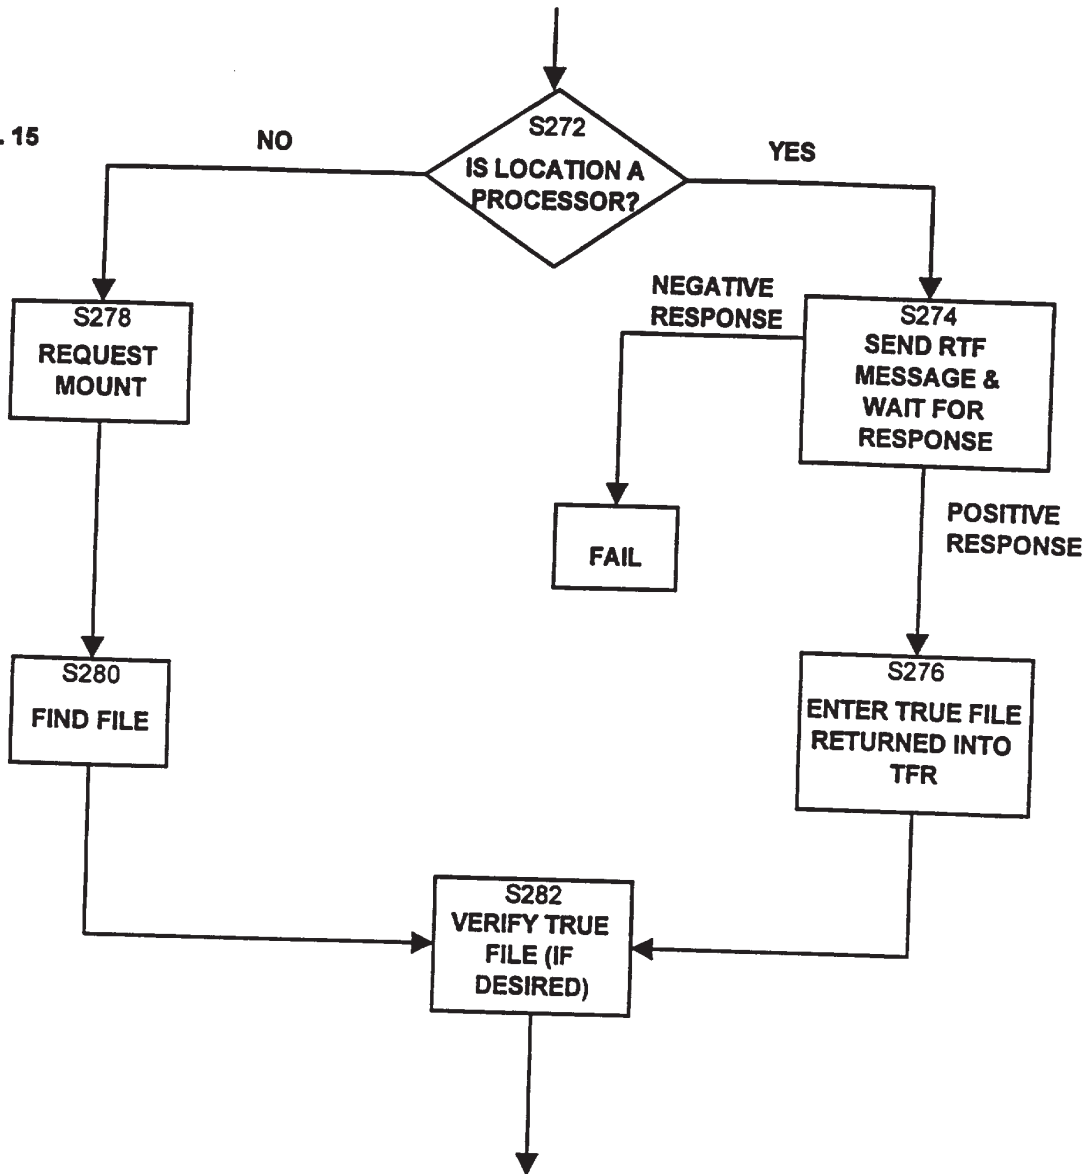 . 15
NO
S272
IS LOCATION A
PROCESSOR?
YES
S278
REQUEST
MOUNT
NEGATIVE
RESPONSE
S274
SEND RTF
MESSAGE &
WAIT FOR
RESPONSE
FAIL
POSITIVE
RESPONSE
S280
FIND FILE
S276
ENTER TRUE FILE
RETURNED INTO
TFR
S282
VERIFY TRUE
FILE (IF
DESIRED)